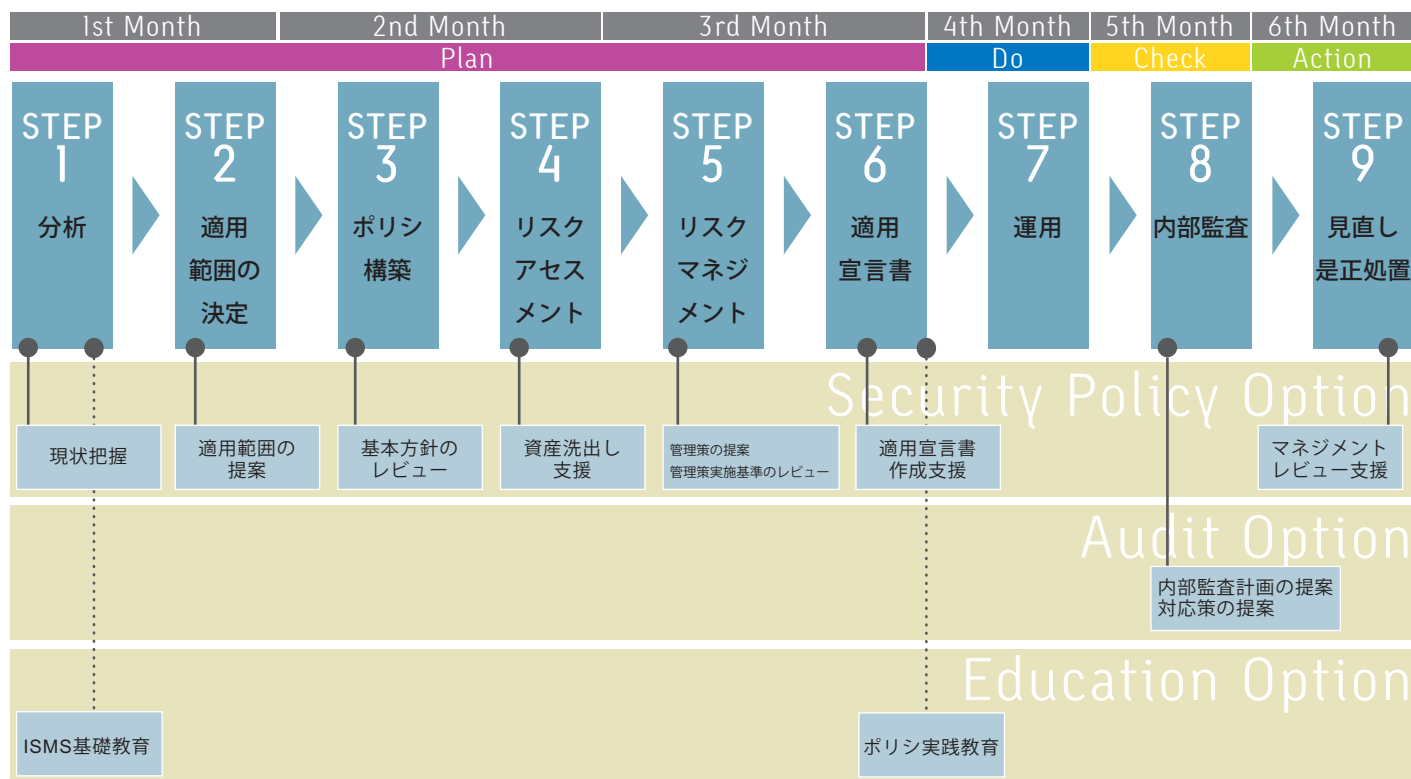 1st Month
2nd Month
3rd Month
4th Month
5th Month
6th Month
Plan
Do
Check
Action
STEP
1
分析
STEP
2
適用
範囲の
決定
STEP
3
ポリシ
構築
STEP
4
リスク
アセス
メント
STEP
5
リスク
マネジ
メント
STEP
6
適用
宣言書
STEP
7
運用
STEP
8
内部監査
STEP
9
見直し
是正処置
Security Policy Option
現状把握
適用範囲の
提案
基本方針の
レビュー
資産洗出し
支援
管理策の提案
管理策実施基準のレビュー
適用宣言書
作成支援
マネジメント
レビュー支援
Audit Option
内部監査計画の提案
対応策の提案
Education Option
ISMS基礎教育
ポリシ実践教育